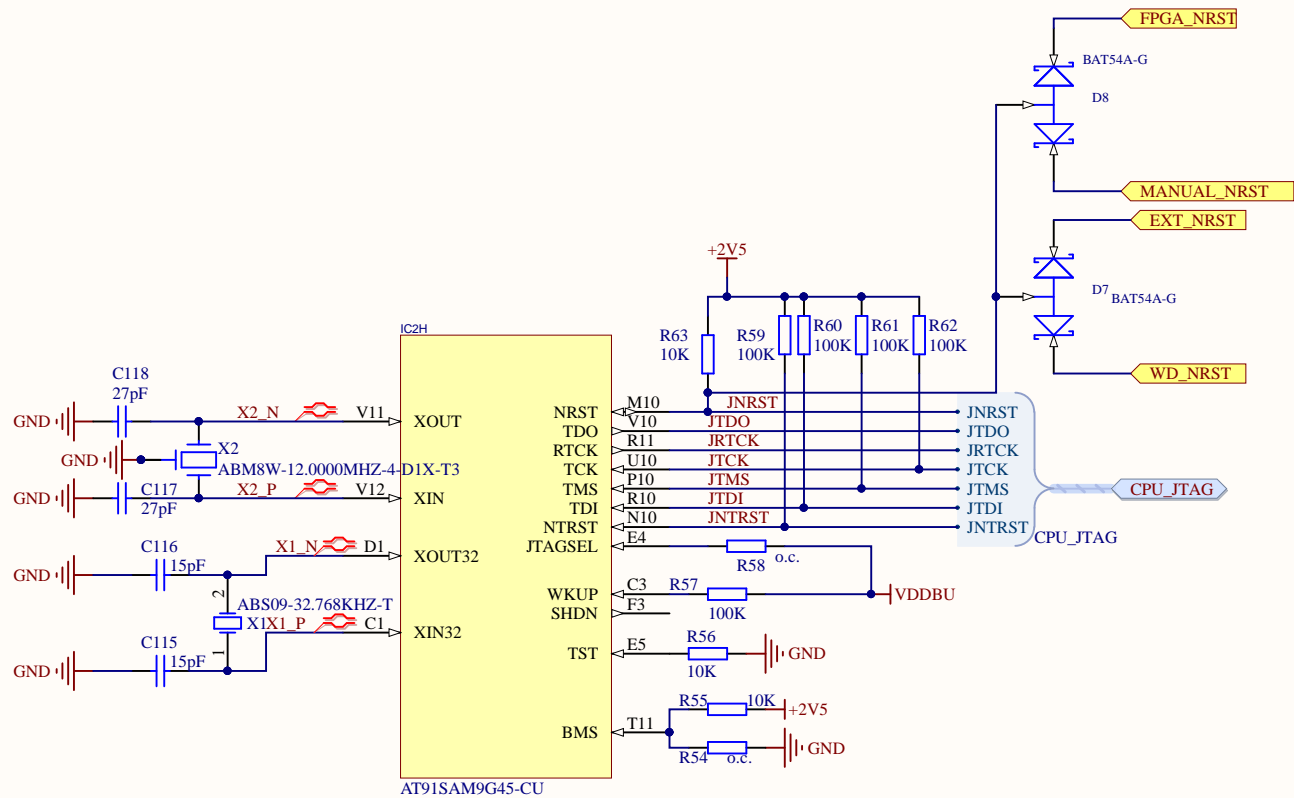 FPGA_NRST
BAT54A-G
D8
MANUAL_NRST
EXT_NRST
+2V5
D7
BAT54A-G
WD_NRST
R63
10K
R59
100K
R60
100K
R61
100K
R62
100K
IC2H
C118
27pF
GND
X2_N
V11
XOUT
GND
X2
ABM8W-12.0000MHZ-4-D1X-T3
GND
C117
27pF
X2_P
V12
XIN
C116
15pF
GND
X1_N
D1
XOUT32
2
ABS09-32.768KHZ-T
X1
X1_P
C1
XIN32
1
C115
15pF
GND
NRST
M10
JNRST
JNRST
TDO
V10
JTDO
JTDO
RTCK
R11
JRTCK
JRTCK
TCK
U10
JTCK
JTCK
TMS
P10
JTMS
JTMS
CPU_JTAG
TDI
R10
JTDI
JTDI
NTRST
N10
JNTRST
JNTRST
CPU_JTAG
JTAGSEL
E4
R58
o.c.
WKUP
C3
R57
100K
VDDBU
SHDN
F3
TST
E5
R56
10K
GND
R55
10K
+2V5
BMS
T11
R54
o.c.
GND
AT91SAM9G45-CU